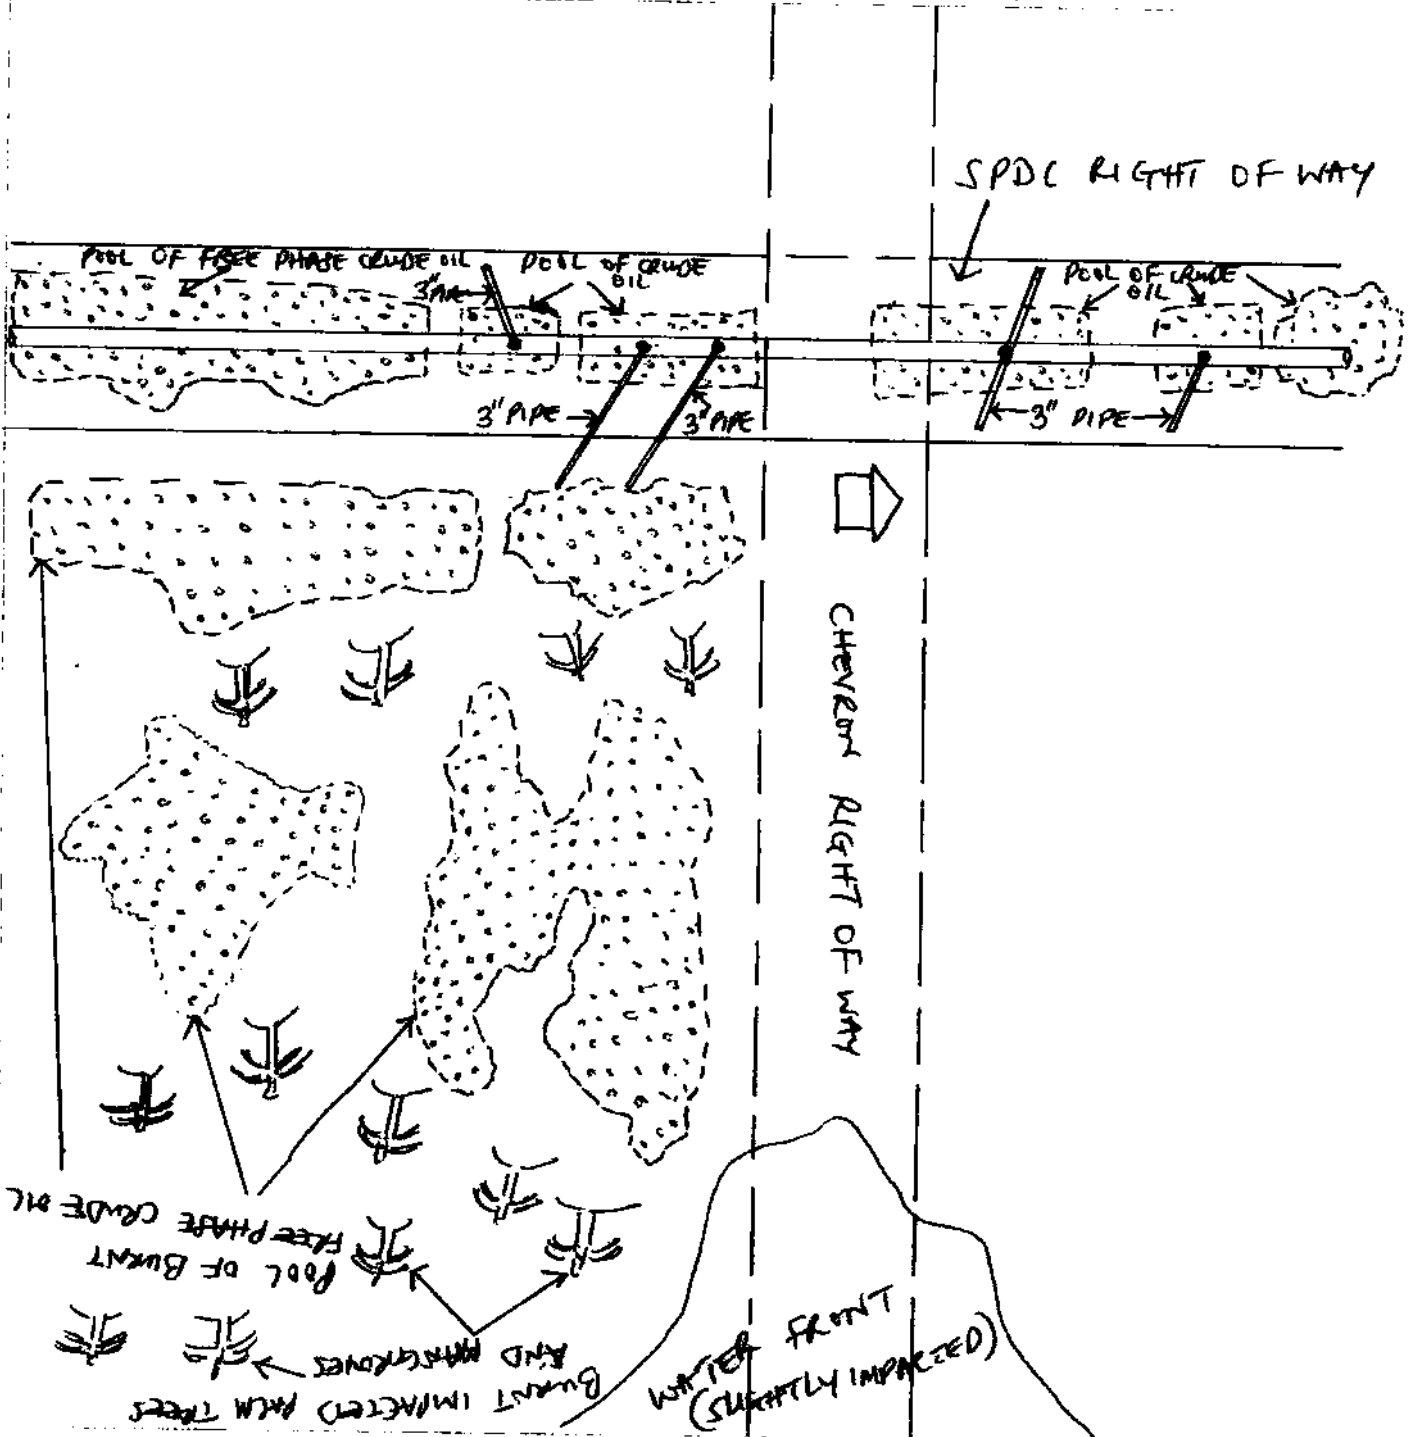 SPDC RIGHT OF WAY
POOL OF FREE PHASE CRUDE OIL
POOL OF CRUDE
OIL
POOL OF CRUDE
OIL
3" PIPE
3" PIPE
3" PIPE
3" PIPE
CHEVRON RIGHT OF WAY
POOL OF BURNT
FREE PHASE CRUDE OIL
BURNT IMPACTED PALM TREES
AND MANGROVES
WATER FRONT
(SLIGHTLY IMPACTED)